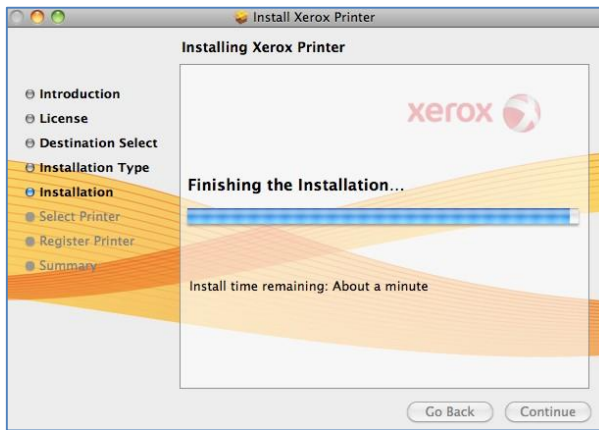 Install Xerox Printer
Installing Xerox Printer
Introduction
License
Destination Select
Installation Type
Installation
Select Printer
Register Printer
Summary
xerox
Finishing the Installation...
Install time remaining: About a minute
Go Back
Continue